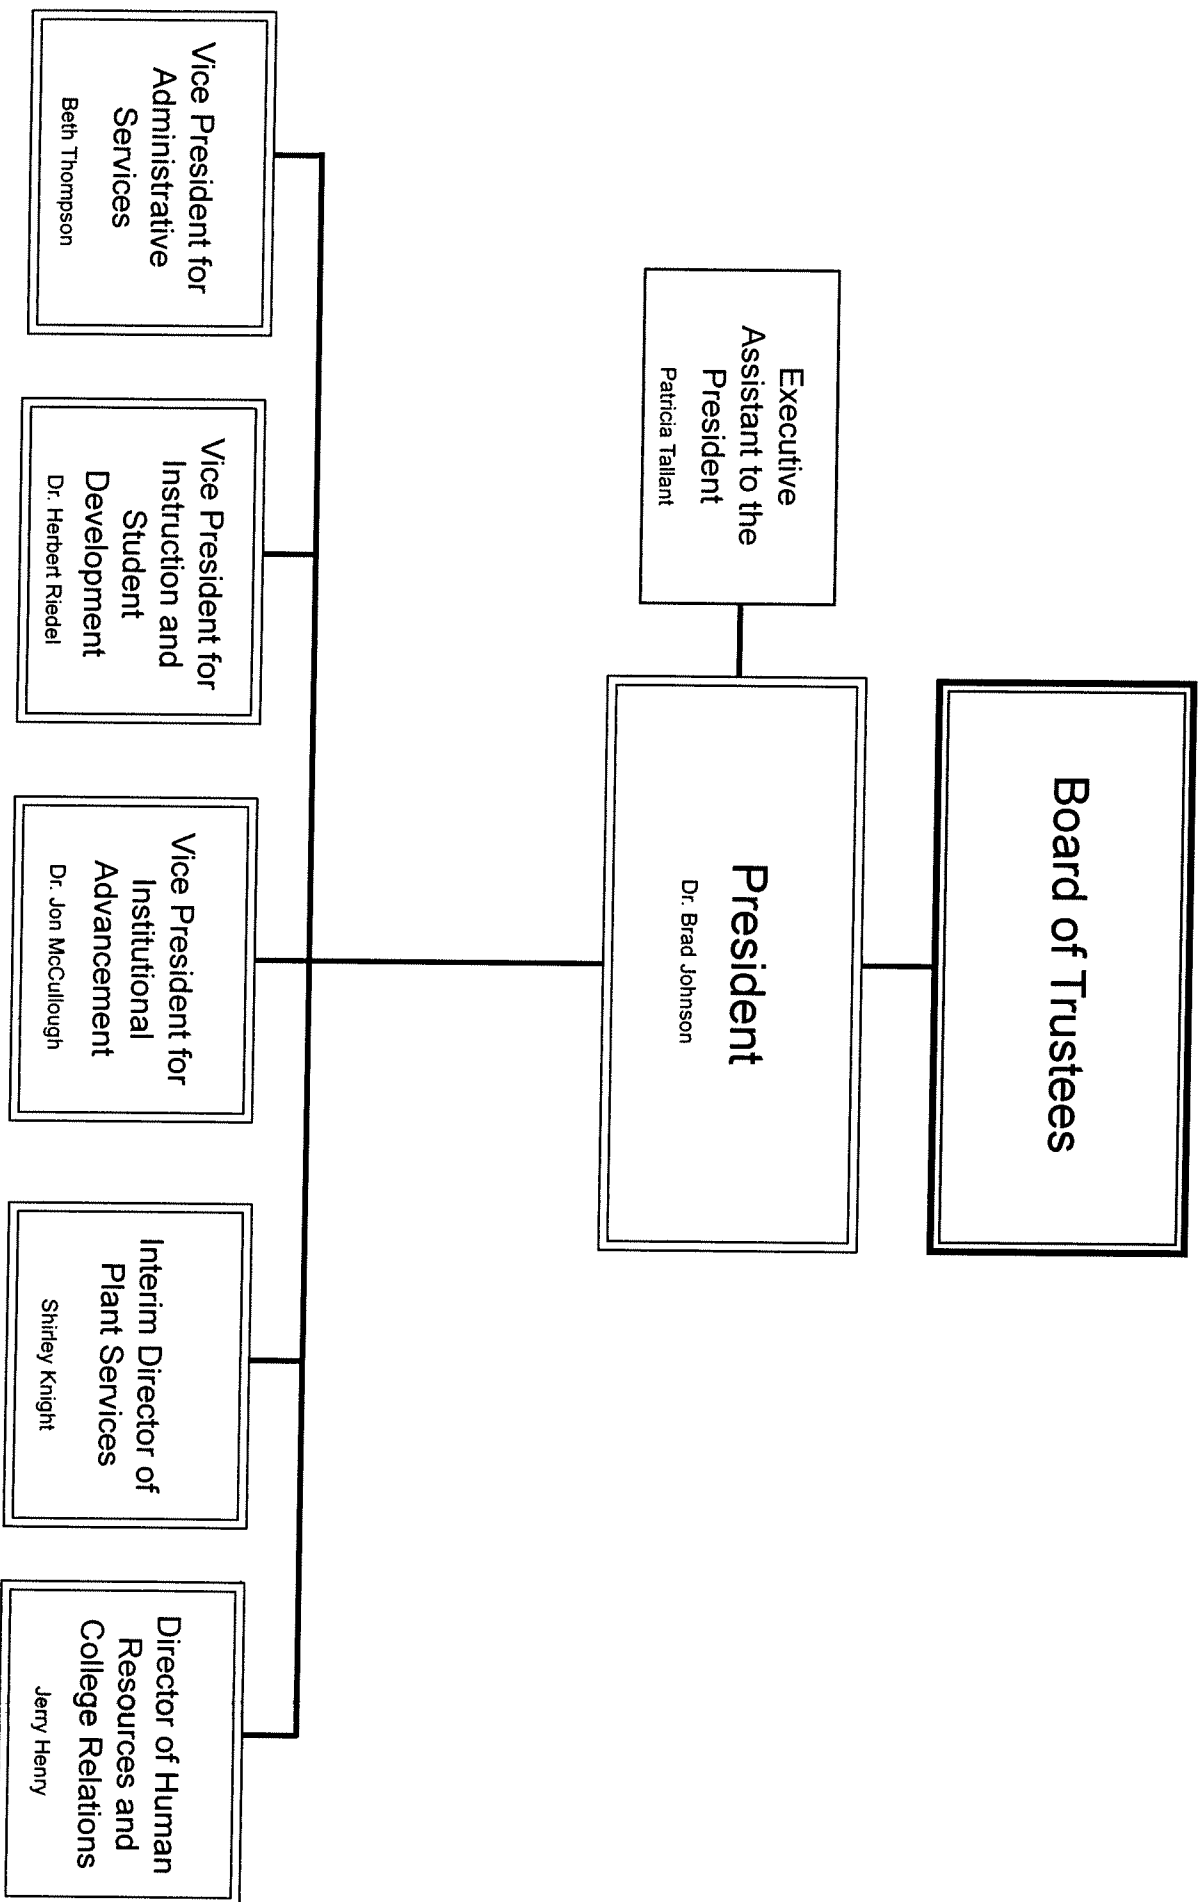 Board of Trustees
President
Dr. Brad Johnson
Executive
Assistant to the
President
Patricia Tallant
Vice President for
Administrative
Services
Beth Thompson
Vice President for
Instruction and
Student
Development
Dr. Herbert Riedel
Vice President for
Institutional
Advancement
Dr. Jon McCullough
Interim Director of
Plant Services
Shirley Knight
Director of Human
Resources and
College Relations
Jerry Henry